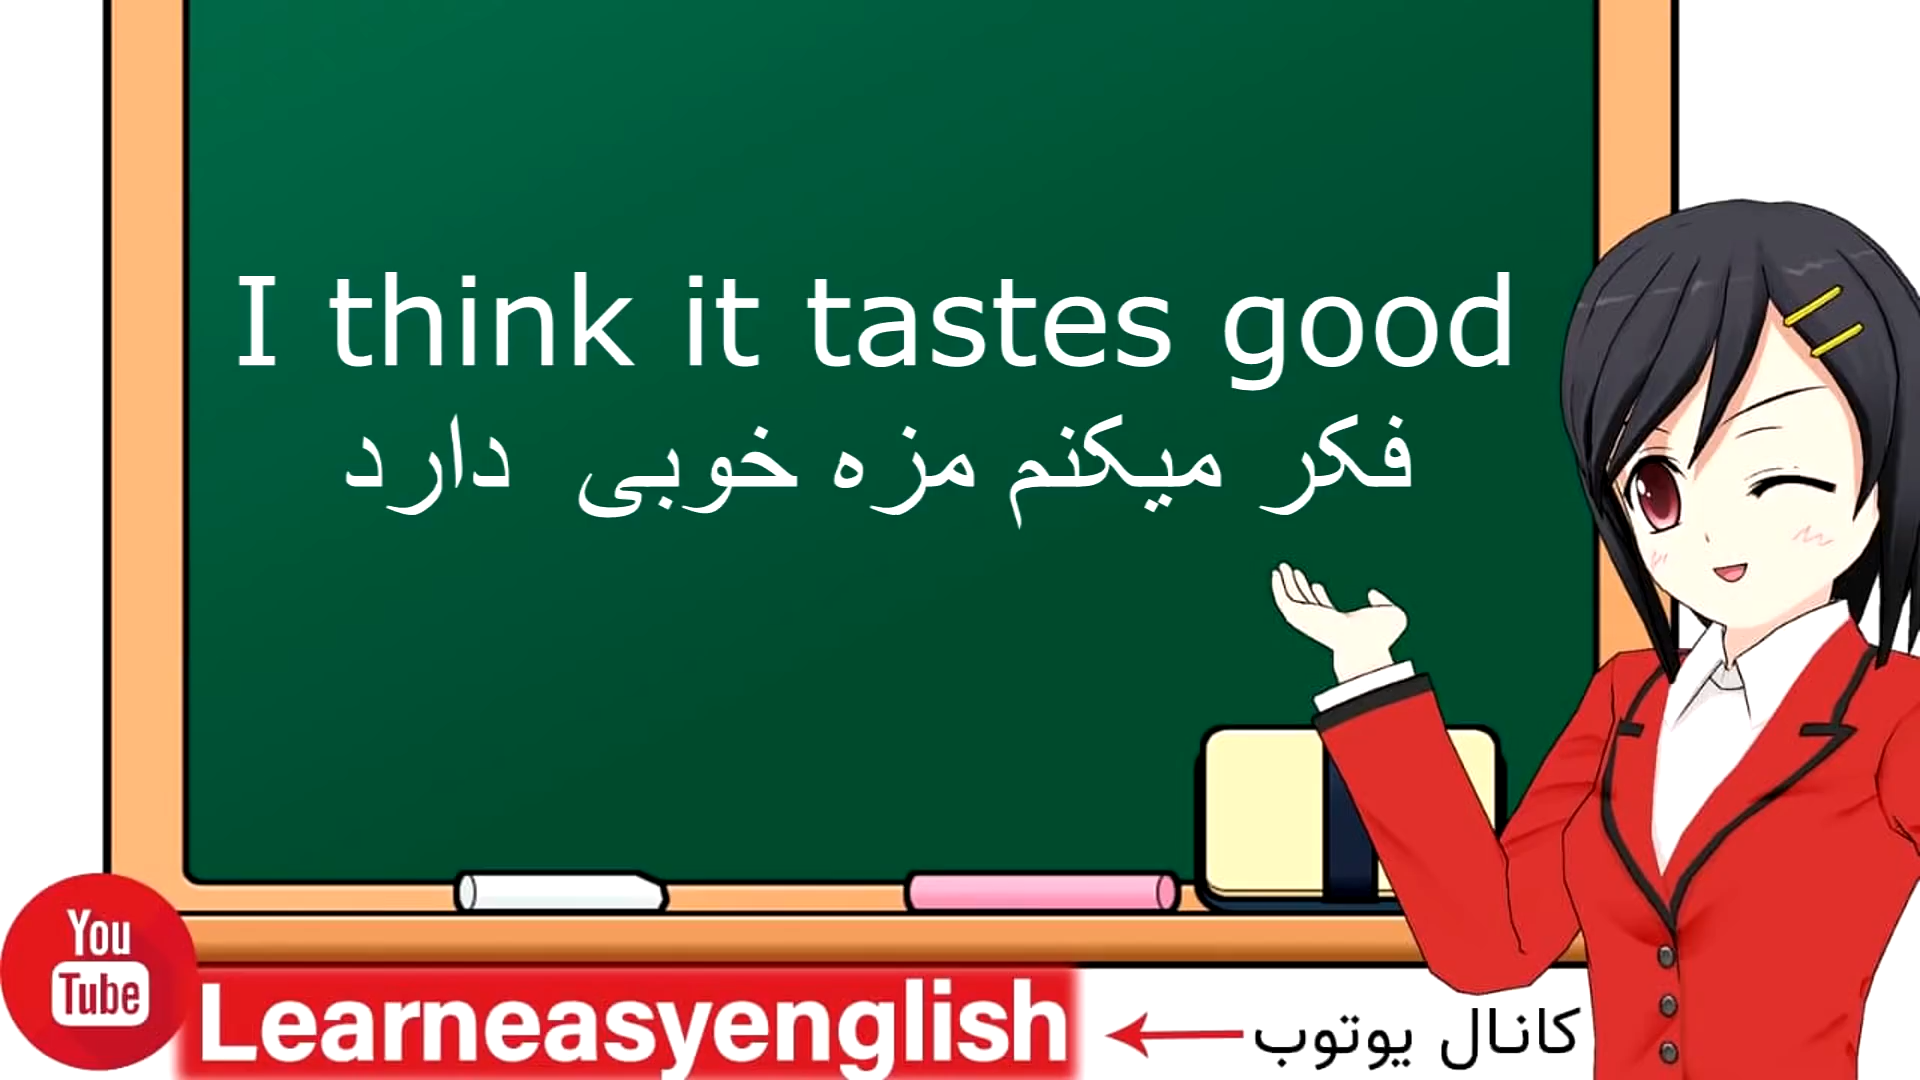 I think it tastes good
فکر میکنم مزه خوبی دارد
You
Tube
Learneasyenglish
کانال یوتوب